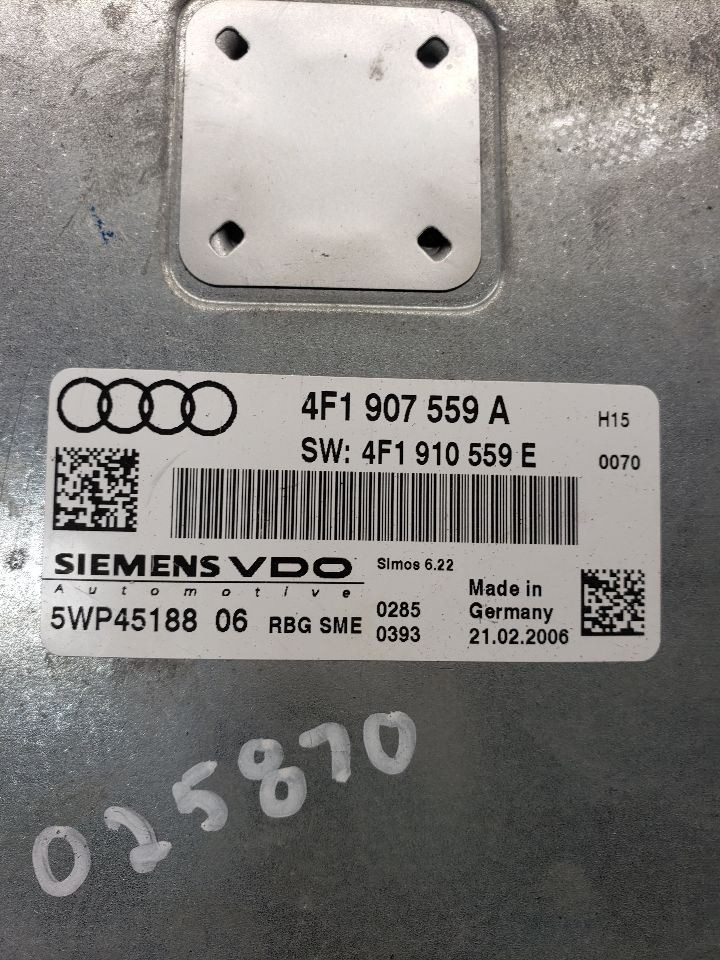 4F1 907 559 A
H15
SW: 4F1 910 559 E
0070
SIEMENS VDO
Automotive
Simos 6.22
5WP45188 06 RBG SME
0285
0393
Made in
Germany
21.02.2006
025870